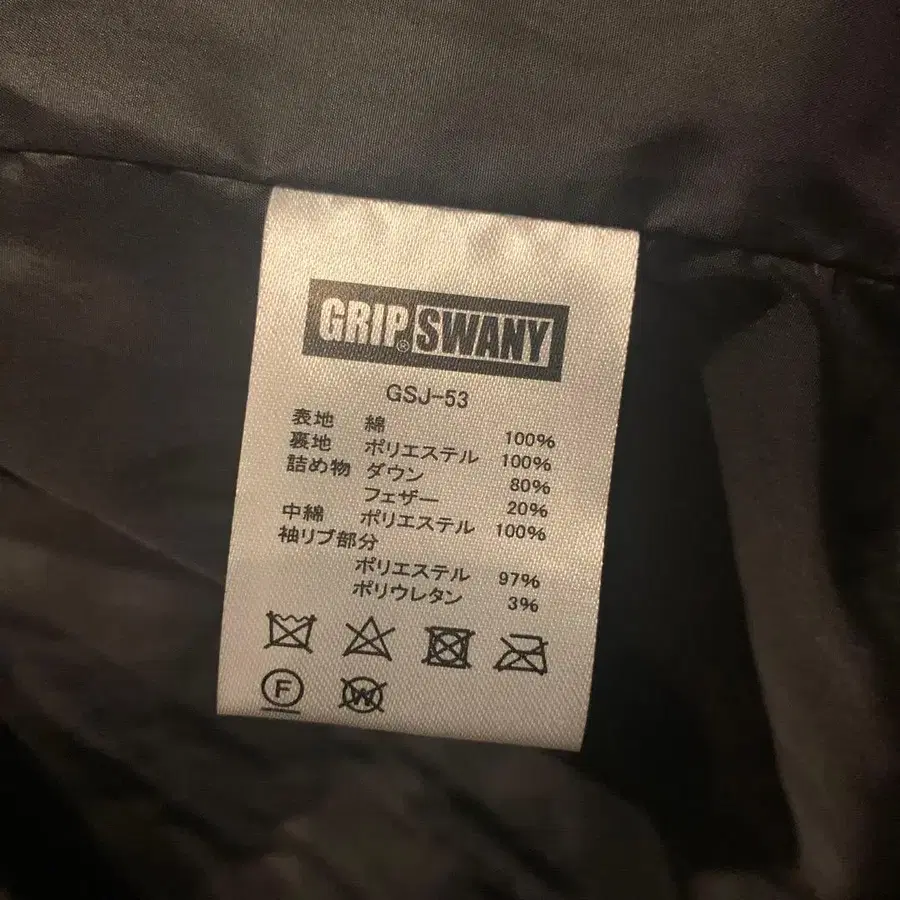 GRIP® SWANY
GSJ-53
表地 綿 100%
裏地 ポリエステル 100%
詰め物 ダウン 80%
フェザー 20%
中綿 ポリエステル 100%
袖リブ部分
ポリエステル 97%
ポリウレタン 3%
F W